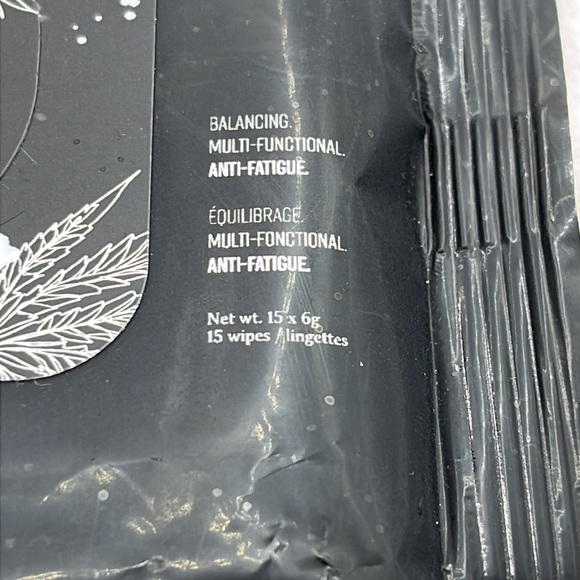 BALANCING.
MULTI-FUNCTIONAL.
ANTI-FATIGUE.
ÉQUILIBRAGE.
MULTI-FONCTIONAL.
ANTI-FATIGUE.
Net wt. 15 x 6g
15 wipes / lingettes